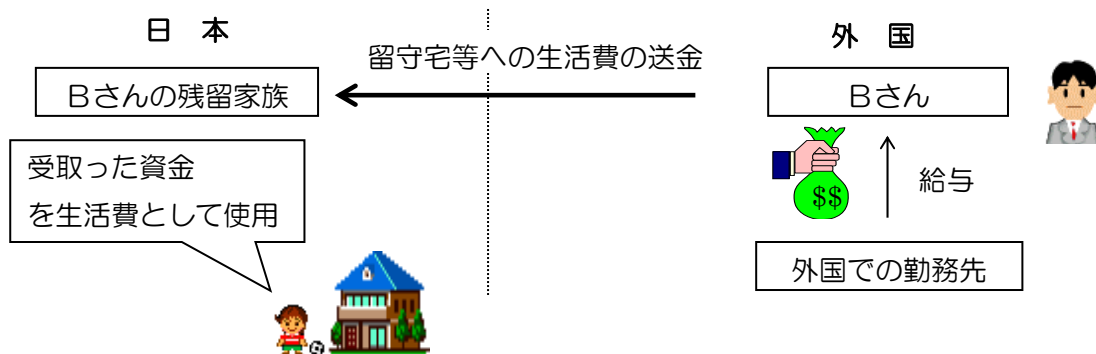 日 本
外 国
留守宅等への生活費の送金
Bさんの残留家族
Bさん
受取った資金
を生活費として使用
$$
給与
外国での勤務先